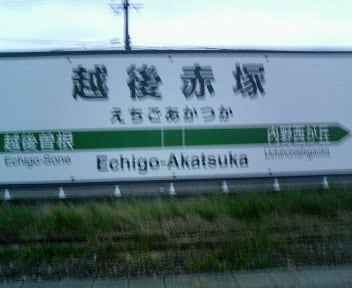 越後赤塚
えちごあかつか
越後曽根
Echigo-Sone
Echigo-Akatsuka
内野西が丘
Uchinonishigaoka